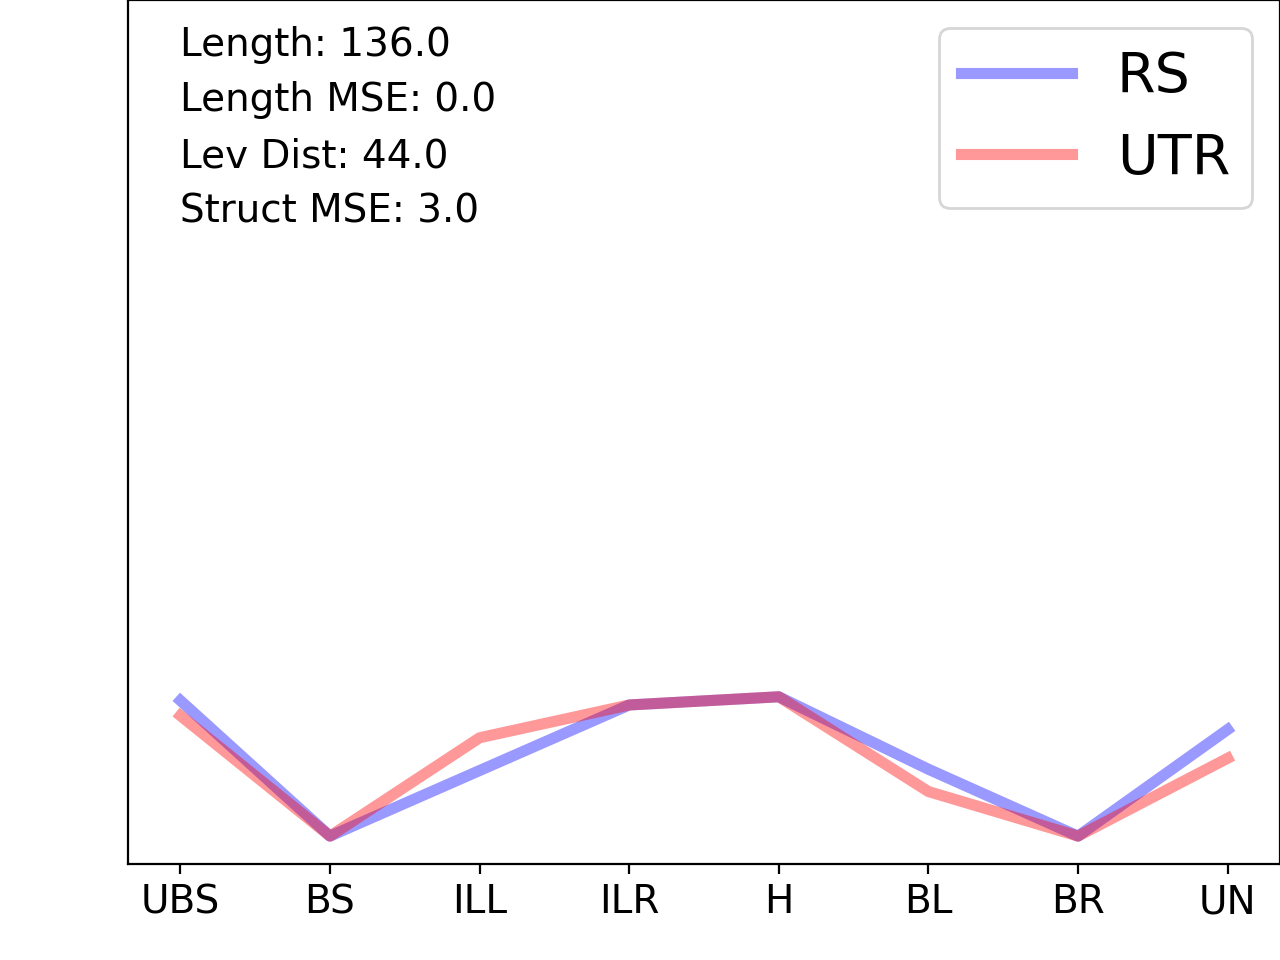 Length: 136.0
Length MSE: 0.0
Lev Dist: 44.0
Struct MSE: 3.0
RS
UTR
UBS BS ILL ILR H BL BR UN